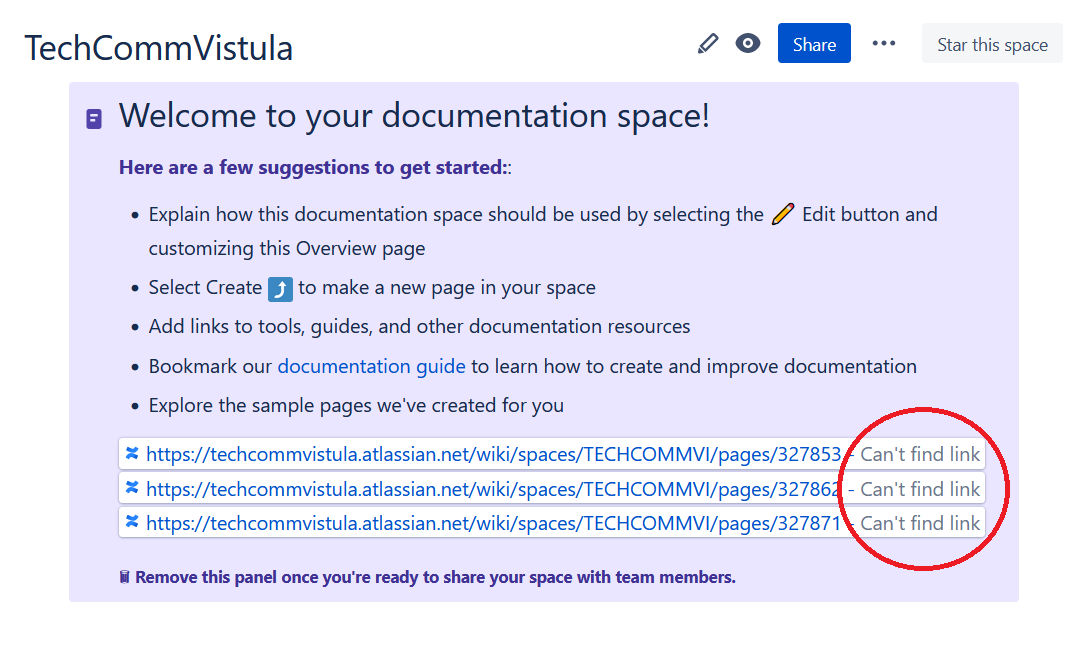 TechCommVistula
Share
Star this space
Welcome to your documentation space!
Here are a few suggestions to get started::
Explain how this documentation space should be used by selecting the Edit button and
customizing this Overview page
Select Create to make a new page in your space
Add links to tools, guides, and other documentation resources
Bookmark our documentation guide to learn how to create and improve documentation
Explore the sample pages we've created for you
https://techcommvistula.atlassian.net/wiki/spaces/TECHCOMMVI/pages/327853 - Can't find link
https://techcommvistula.atlassian.net/wiki/spaces/TECHCOMMVI/pages/327862 - Can't find link
https://techcommvistula.atlassian.net/wiki/spaces/TECHCOMMVI/pages/327871 - Can't find link
Remove this panel once you're ready to share your space with team members.